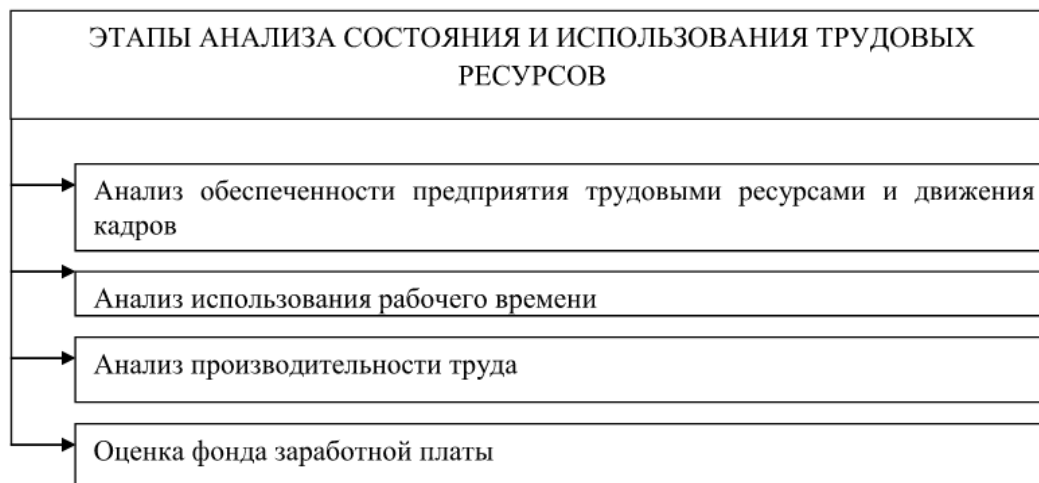 ЭТАПЫ АНАЛИЗА СОСТОЯНИЯ И ИСПОЛЬЗОВАНИЯ ТРУДОВЫХ
РЕСУРСОВ
Анализ обеспеченности предприятия трудовыми ресурсами и движения
кадров
Анализ использования рабочего времени
Анализ производительности труда
Оценка фонда заработной платы